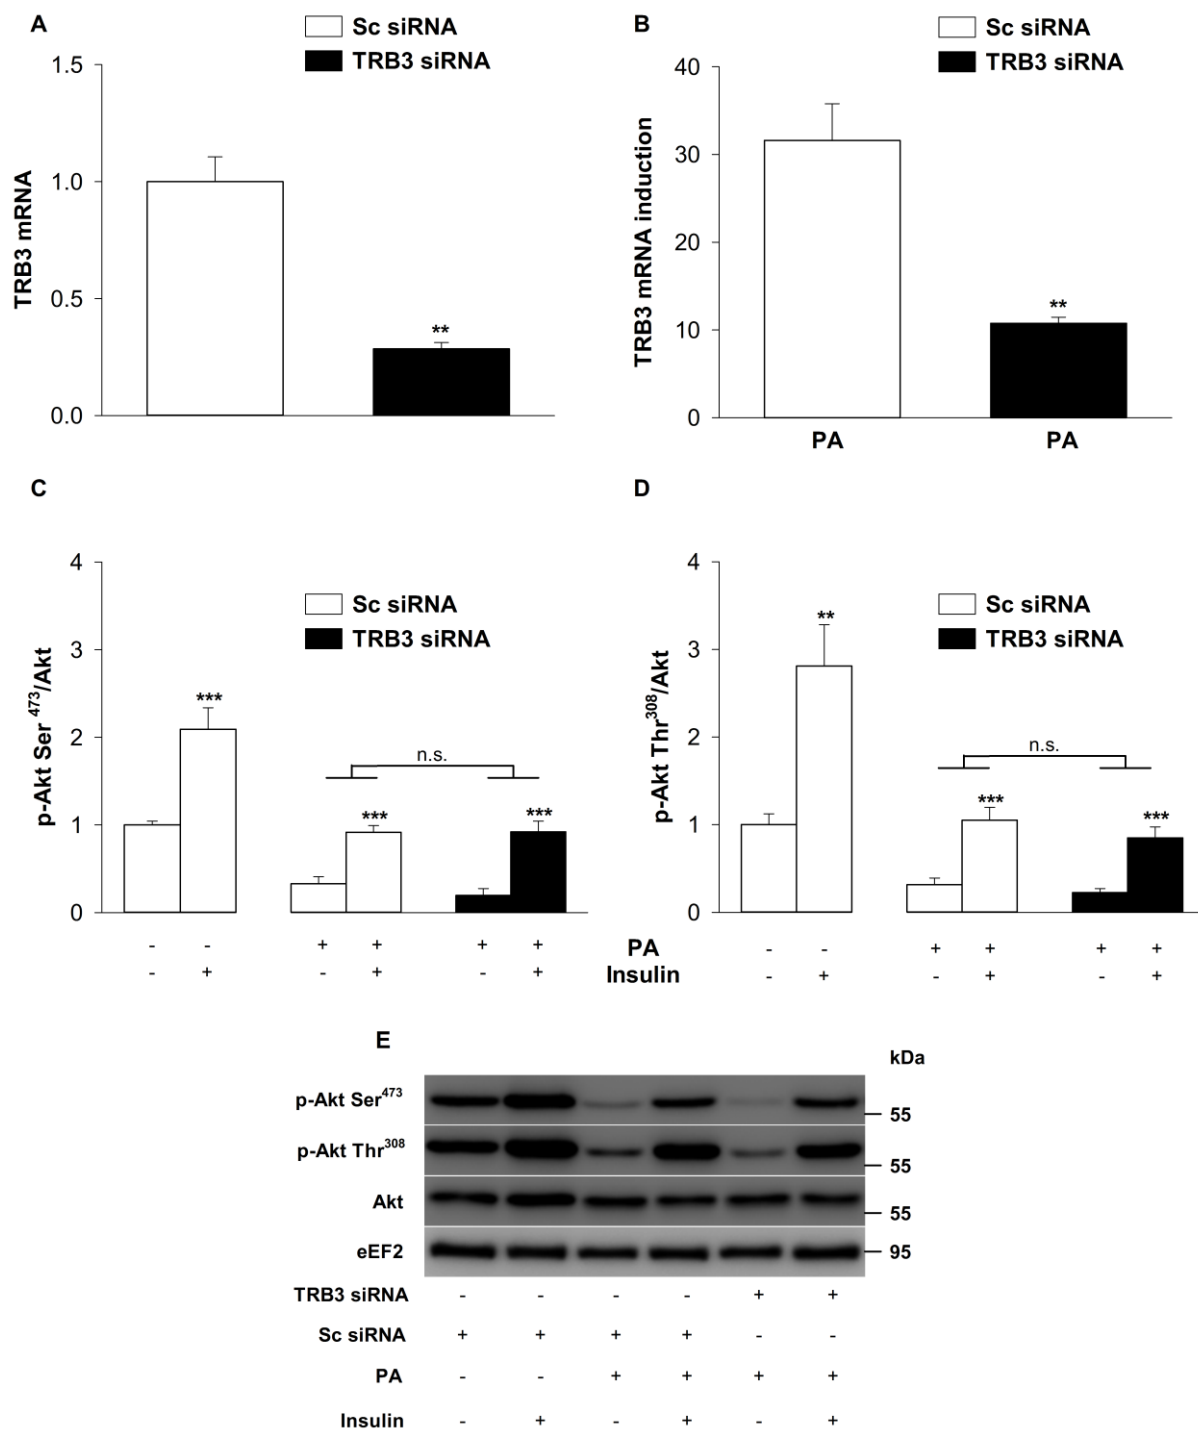 A
Sc siRNA
TRB3 siRNA
1.5
1.0
0.5
0.0
TRB3 mRNA
**
B
Sc siRNA
TRB3 siRNA
40
30
20
10
0
TRB3 mRNA induction
**
PA PA
C
Sc siRNA
TRB3 siRNA
4
3
2
1
0
p-Akt Ser 473/Akt
***
n.s.
***
***
- - + + + +
- + - + - +
D
Sc siRNA
TRB3 siRNA
4
3
2
1
0
p-Akt Thr308/Akt
**
n.s.
***
***
PA - - + + + +
Insulin - + - + - +
E
kDa
p-Akt Ser473 55
p-Akt Thr308 55
Akt 55
eEF2 95
TRB3 siRNA - - - - + +
Sc siRNA + + + + - -
PA - - + + + +
Insulin - + - + - +